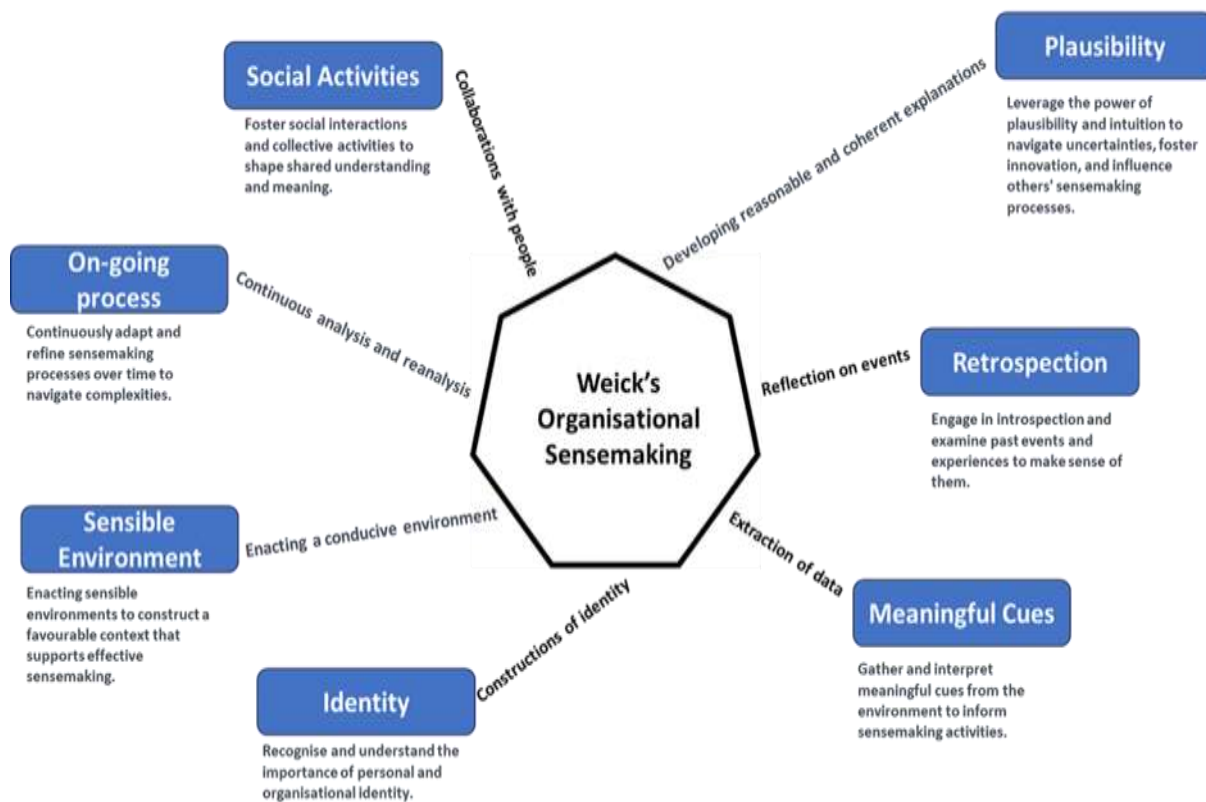 Social Activities
Foster social interactions
and collective activities to
shape shared understanding
and meaning.
Collaborations with people
Plausibility
Leverage the power of
plausibility and intuition to
navigate uncertainties, foster
innovation, and influence
others' sensemaking
processes.
Developing reasonable and coherent explanations
On-going
process
Continuously adapt and
refine sensemaking
processes over time to
navigate complexities.
Continuous analysis and reanalysis
Weick's
Organisational
Sensemaking
Reflection on events
Retrospection
Engage in introspection and
examine past events and
experiences to make sense of
them.
Sensible
Environment
Enacting sensible
environments to construct a
favourable context that
supports effective
sensemaking.
Enacting a conducive environment
Extraction of data
Meaningful Cues
Gather and interpret
meaningful cues from the
environment to inform
sensemaking activities.
Constructions of identity
Identity
Recognise and understand the
importance of personal and
organisational identity.